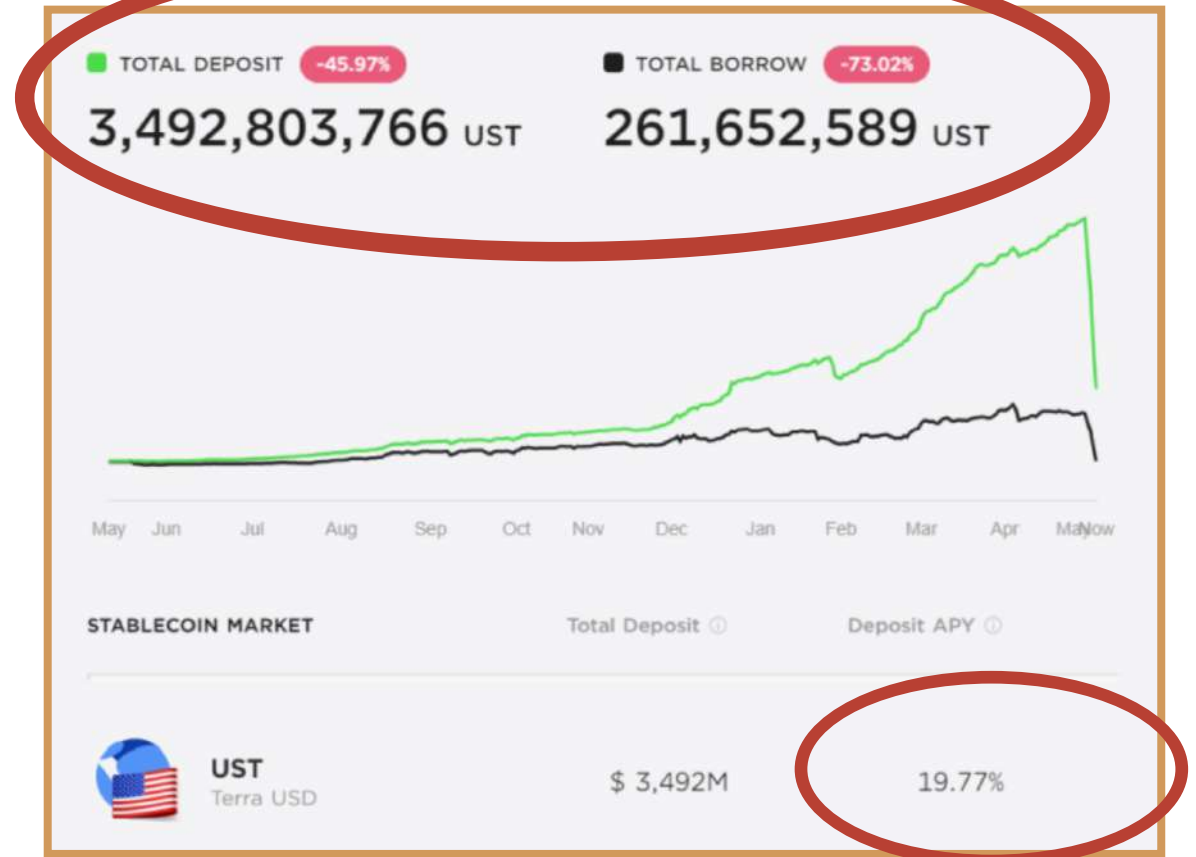 TOTAL DEPOSIT -45.97% TOTAL BORROW -73.02%
3,492,803,766 UST 261,652,589 UST
May Jun Jul Aug Sep Oct Nov Dec Jan Feb Mar Apr May Now
STABLECOIN MARKET Total Deposit Deposit APY
UST
$ 3,492M 19.77%
Terra USD